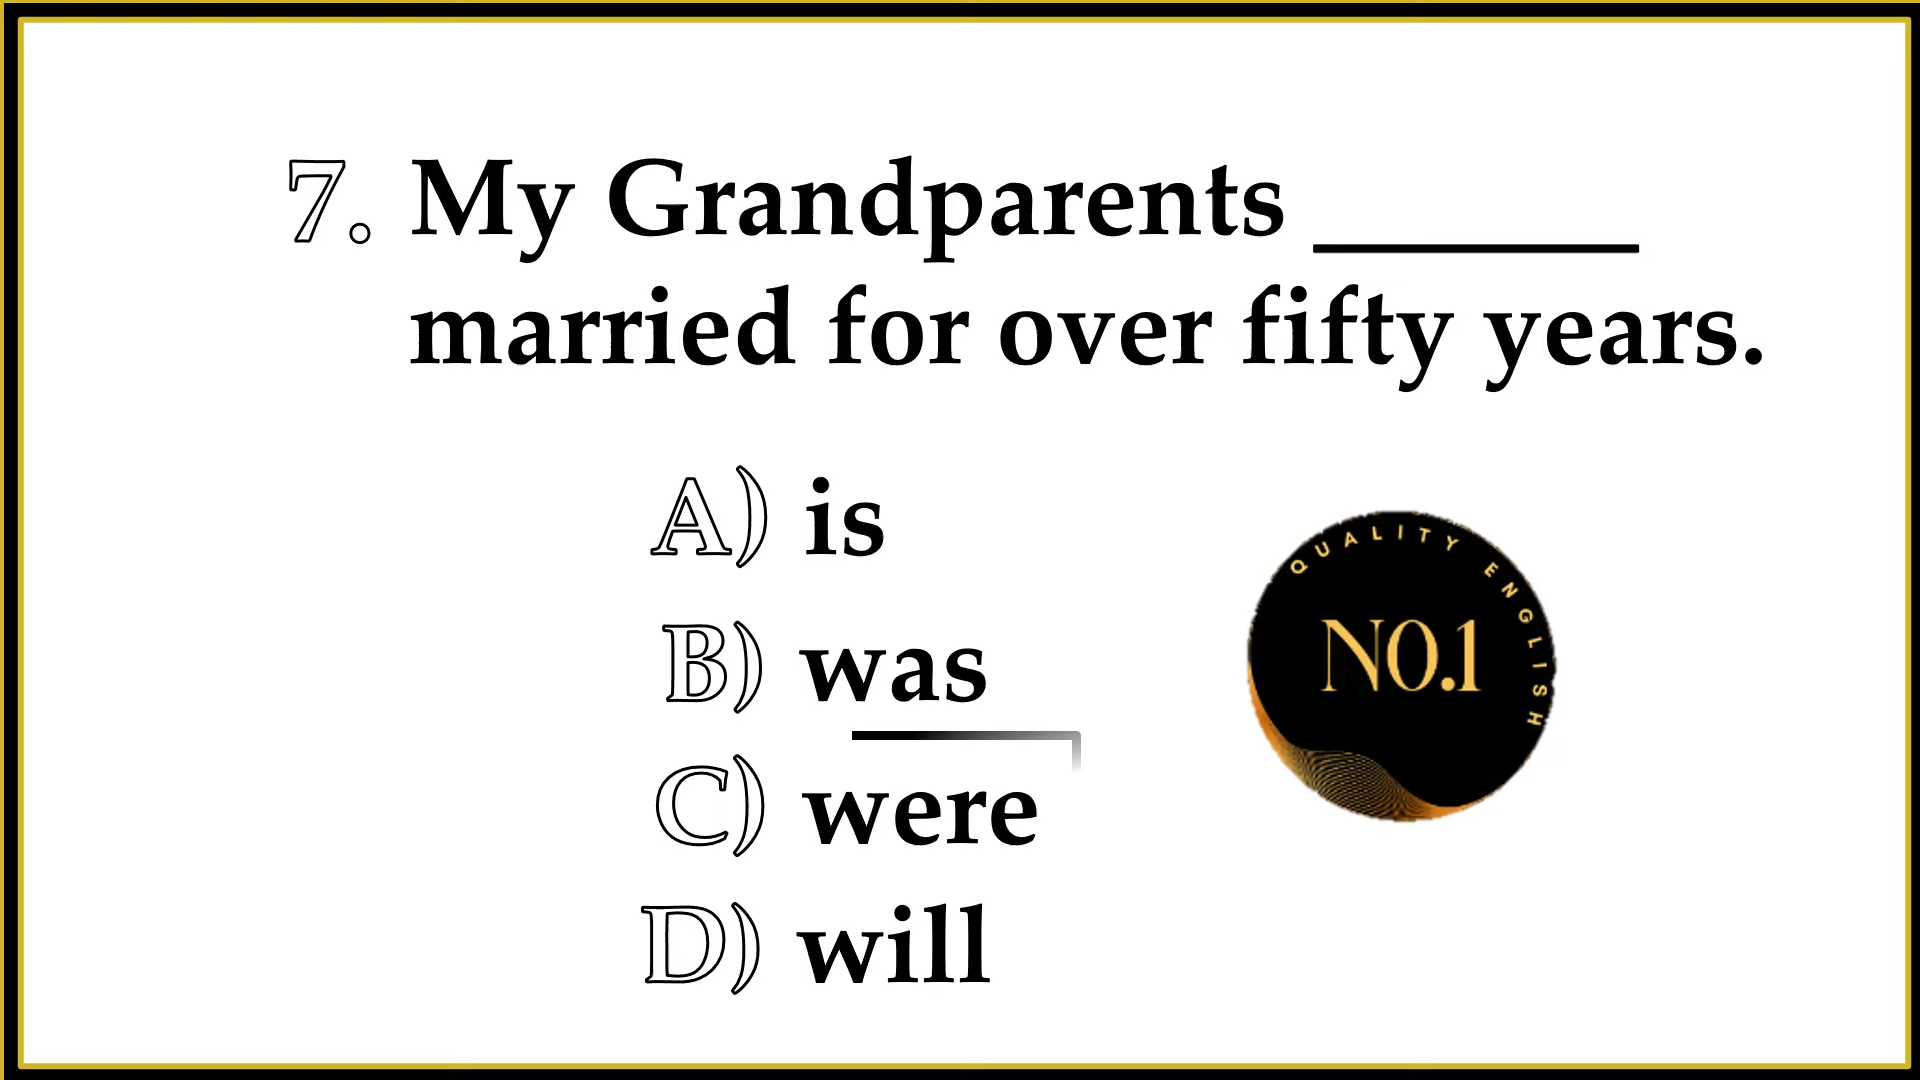 7. My Grandparents ______
married for over fifty years.
A) is
B) was
C) were
D) will
QUALITY ENGLISH
NO.1